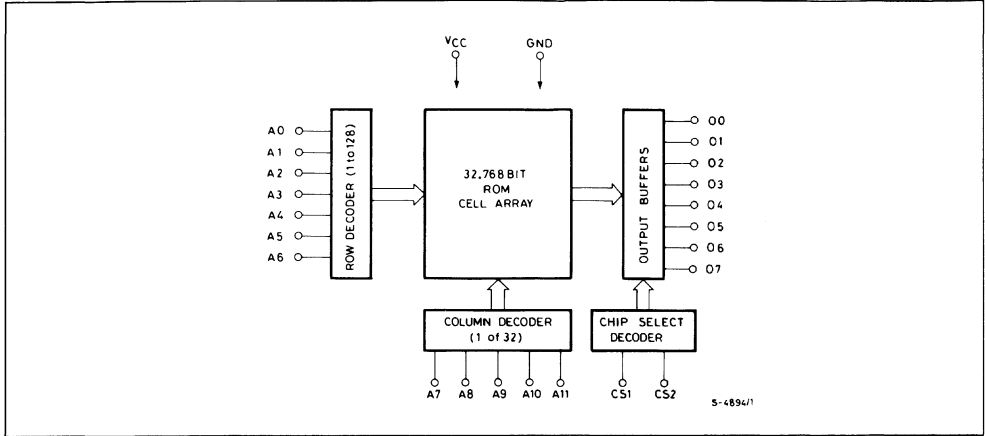 VCC
GND
A0
A1
A2
A3
A4
A5
A6
ROW DECODER (1 to 128)
32.768 BIT
ROM
CELL ARRAY
OUTPUT BUFFERS
O0
O1
O2
O3
O4
O5
O6
O7
COLUMN DECODER
(1 of 32)
CHIP SELECT
DECODER
A7
A8
A9
A10
A11
CS1
CS2
S-4894/1